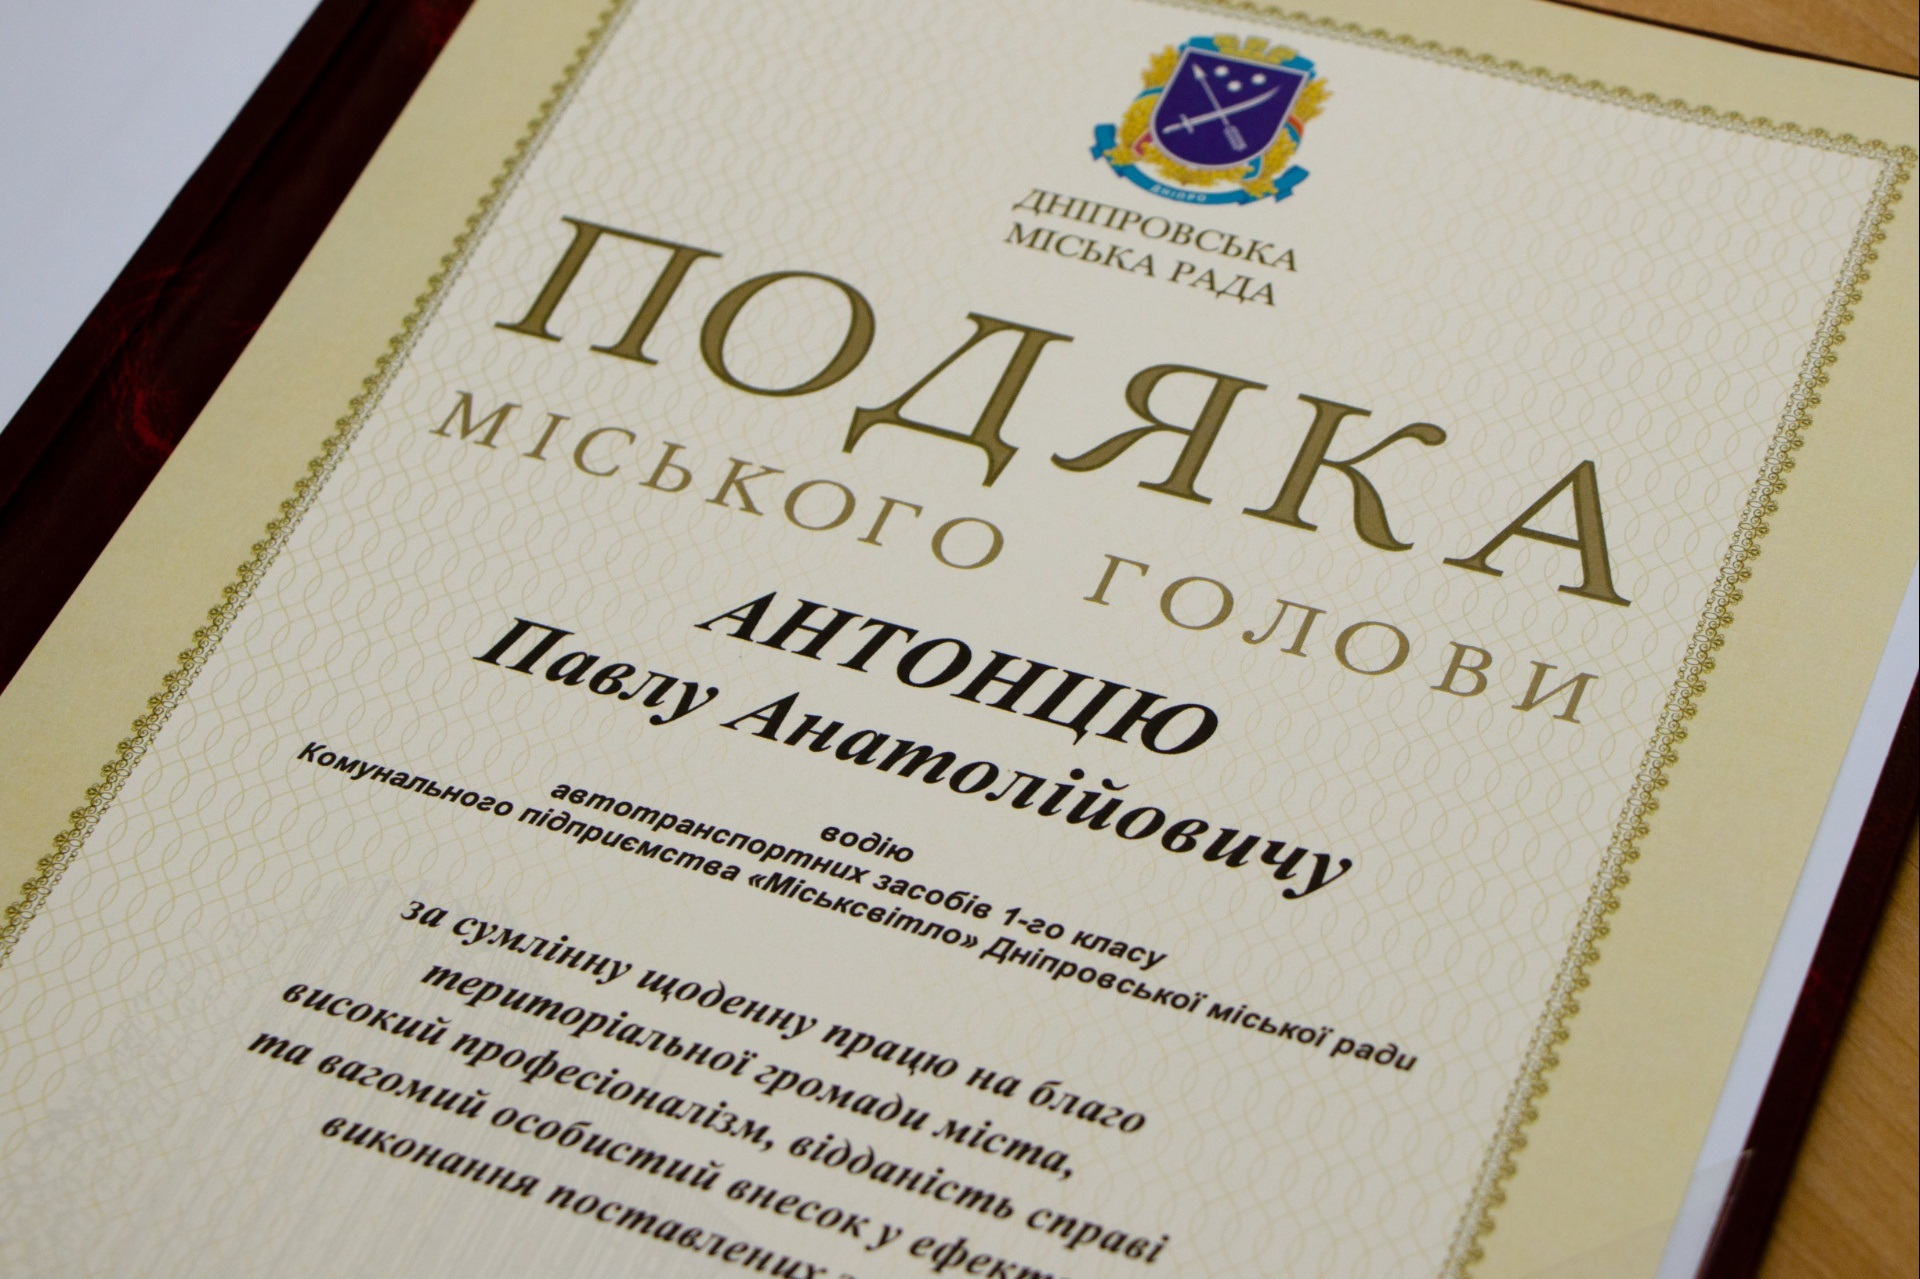 ДНІПРО
ДНІПРОВСЬКА
МІСЬКА РАДА
ПОДЯКА
МІСЬКОГО ГОЛОВИ
АНТОНЦЮ
Павлу Анатолійовичу
водію
автотранспортних засобів 1-го класу
Комунального підприємства «Міськсвітло» Дніпровської міської ради
за сумлінну щоденну працю на благо
територіальної громади міста,
високий професіоналізм, відданість справі
та вагомий особистий внесок у ефект
виконання поставлених